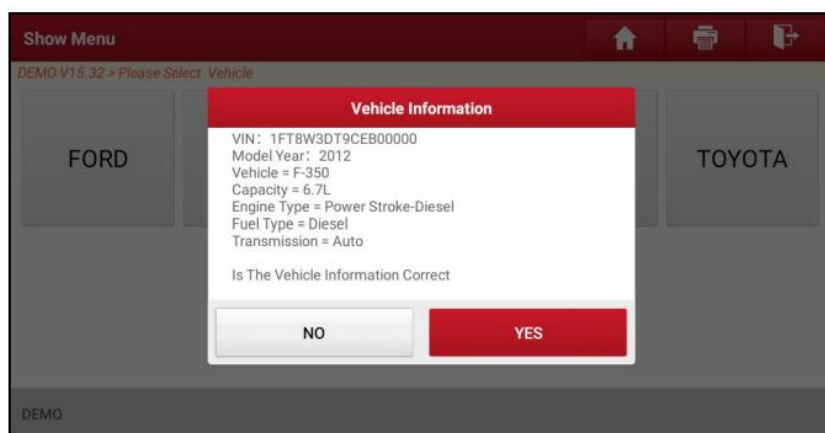 Show Menu
DEMO V15.32 > Please Select Vehicle
Vehicle Information
FORD
TOYOTA
VIN: 1FT8W3DT9CEB00000
Model Year: 2012
Vehicle = F-350
Capacity = 6.7L
Engine Type = Power Stroke-Diesel
Fuel Type = Diesel
Transmission = Auto
Is The Vehicle Information Correct
NO
YES
DEMO